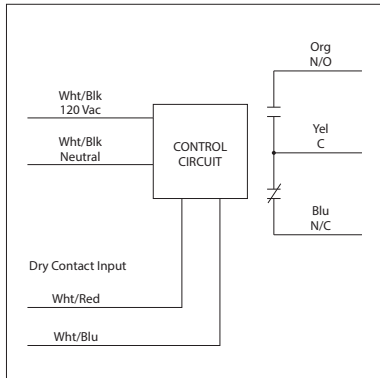 Org
N/O
Wht/Blk
120 Vac
Yel
C
Wht/Blk
Neutral
CONTROL
CIRCUIT
Blu
N/C
Dry Contact Input
Wht/Red
Wht/Blu